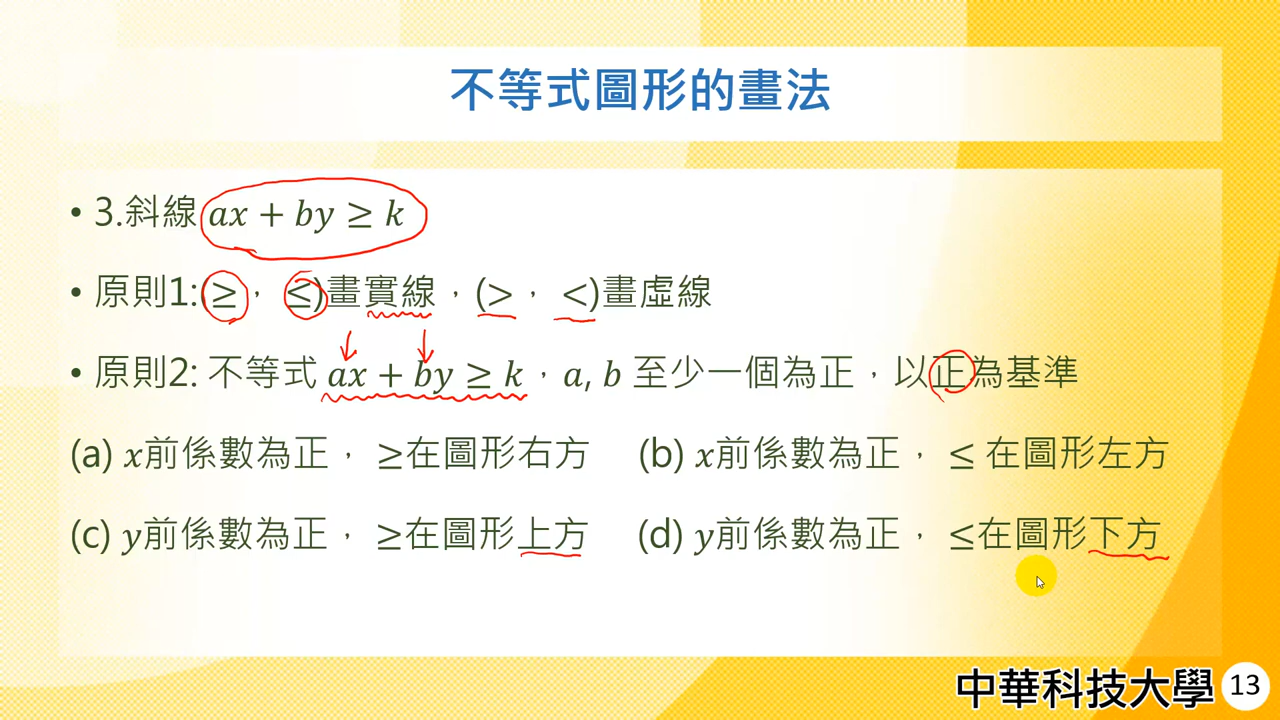 不等式圖形的畫法
• 3.斜線 ax + by ≥ k
• 原則1:(≥， ≤)畫實線，(>， <)畫虛線
• 原則2: 不等式 ax + by ≥ k，a, b 至少一個為正，以正為基準
(a) x前係數為正， ≥在圖形右方 (b) x前係數為正， ≤ 在圖形左方
(c) y前係數為正， ≥在圖形上方 (d) y前係數為正， ≤在圖形下方
中華科技大學 13